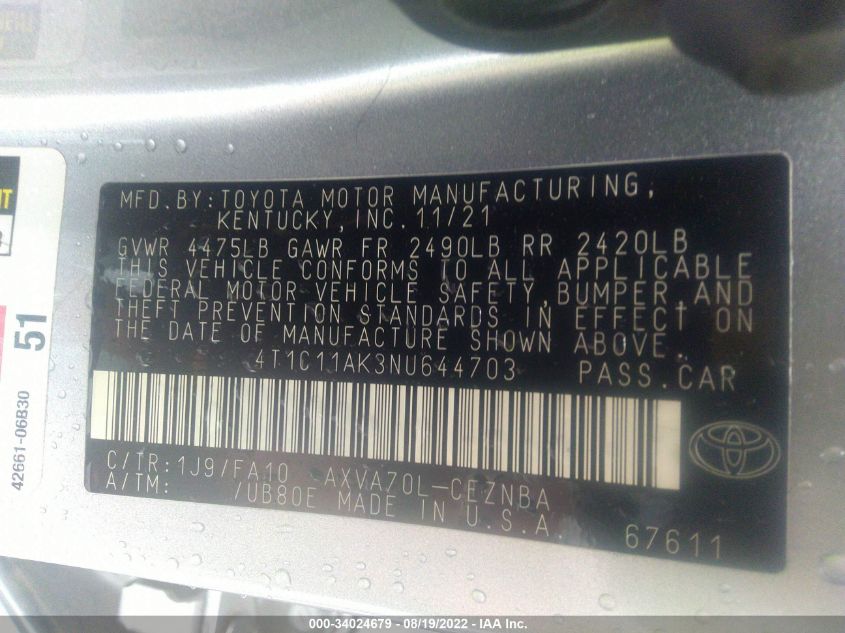 MFD.BY:TOYOTA MOTOR MANUFACTURING,
KENTUCKY,INC.11/21
GVWR 4475LB GAWR FR 2490LB RR 2420LB
THIS VEHICLE CONFORMS TO ALL APPLICABLE
FEDERAL MOTOR VEHICLE SAFETY,BUMPER,AND
THEFT PREVENTION STANDARDS IN EFFECT ON
THE DATE OF MANUFACTURE SHOWN ABOVE.
4T1C11AK3NU644703 PASS.CAR
C/TR:1J9/FA10 AXVA70L-CEZNBA
A/TM: /UB80E MADE IN U.S.A.
67611
51
42661-06B30
000-34024679 - 08/19/2022 - IAA Inc.